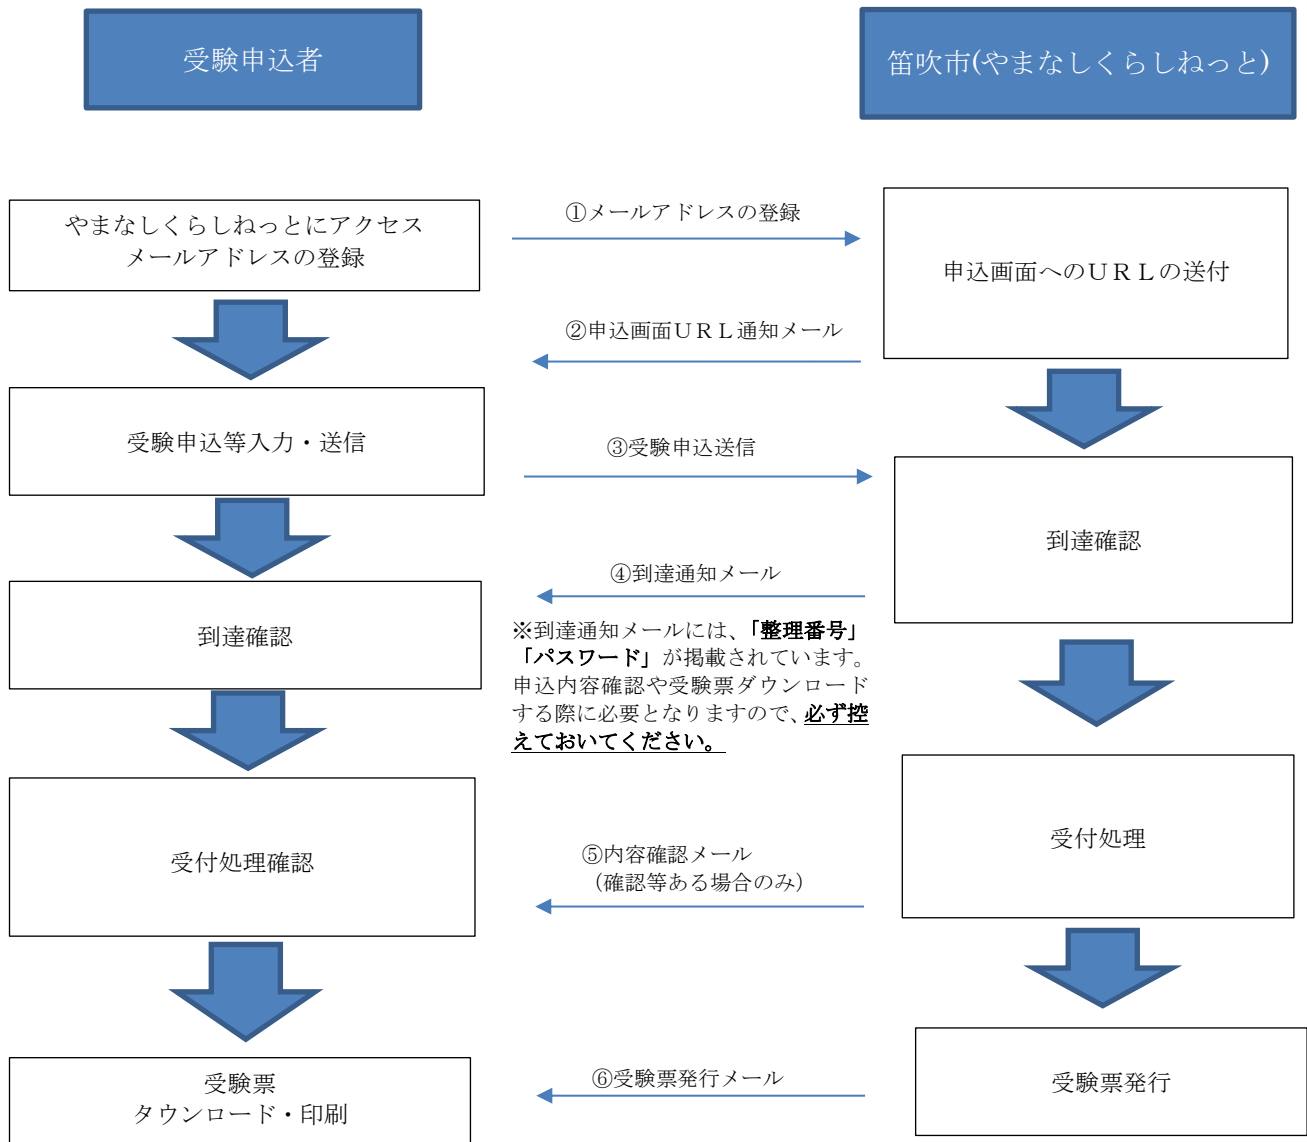 受験申込者
笛吹市(やまなしくらしねっと)
やまなしくらしねっとにアクセス
メールアドレスの登録
①メールアドレスの登録
申込画面へのＵＲＬの送付
②申込画面ＵＲＬ通知メール
受験申込等入力・送信
③受験申込送信
到達確認
④到達通知メール
※到達通知メールには、「整理番号」
「パスワード」が掲載されています。
申込内容確認や受験票ダウンロード
する際に必要となりますので、必ず控
えておいてください。
到達確認
受付処理
受付処理確認
⑤内容確認メール
（確認等ある場合のみ）
⑥受験票発行メール
受験票発行
受験票
タウンロード・印刷